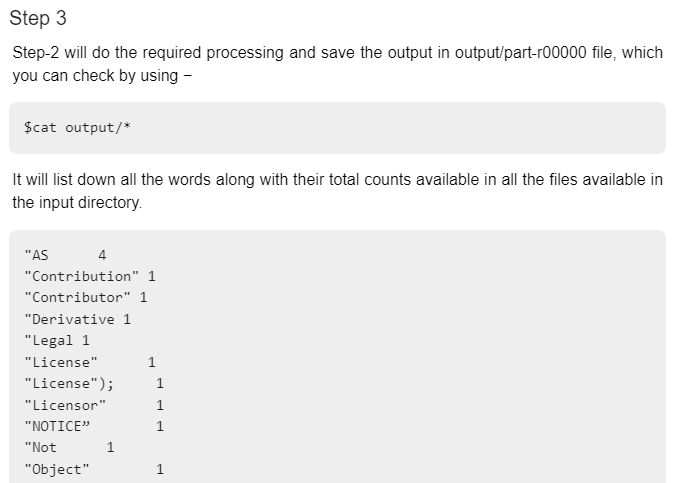 Step 3
Step-2 will do the required processing and save the output in output/part-r00000 file, which
you can check by using −
$cat output/*
It will list down all the words along with their total counts available in all the files available in
the input directory.
"AS      4
"Contribution" 1
"Contributor" 1
"Derivative 1
"Legal 1
"License"      1
"License");     1
"Licensor"      1
"NOTICE”        1
"Not      1
"Object"        1